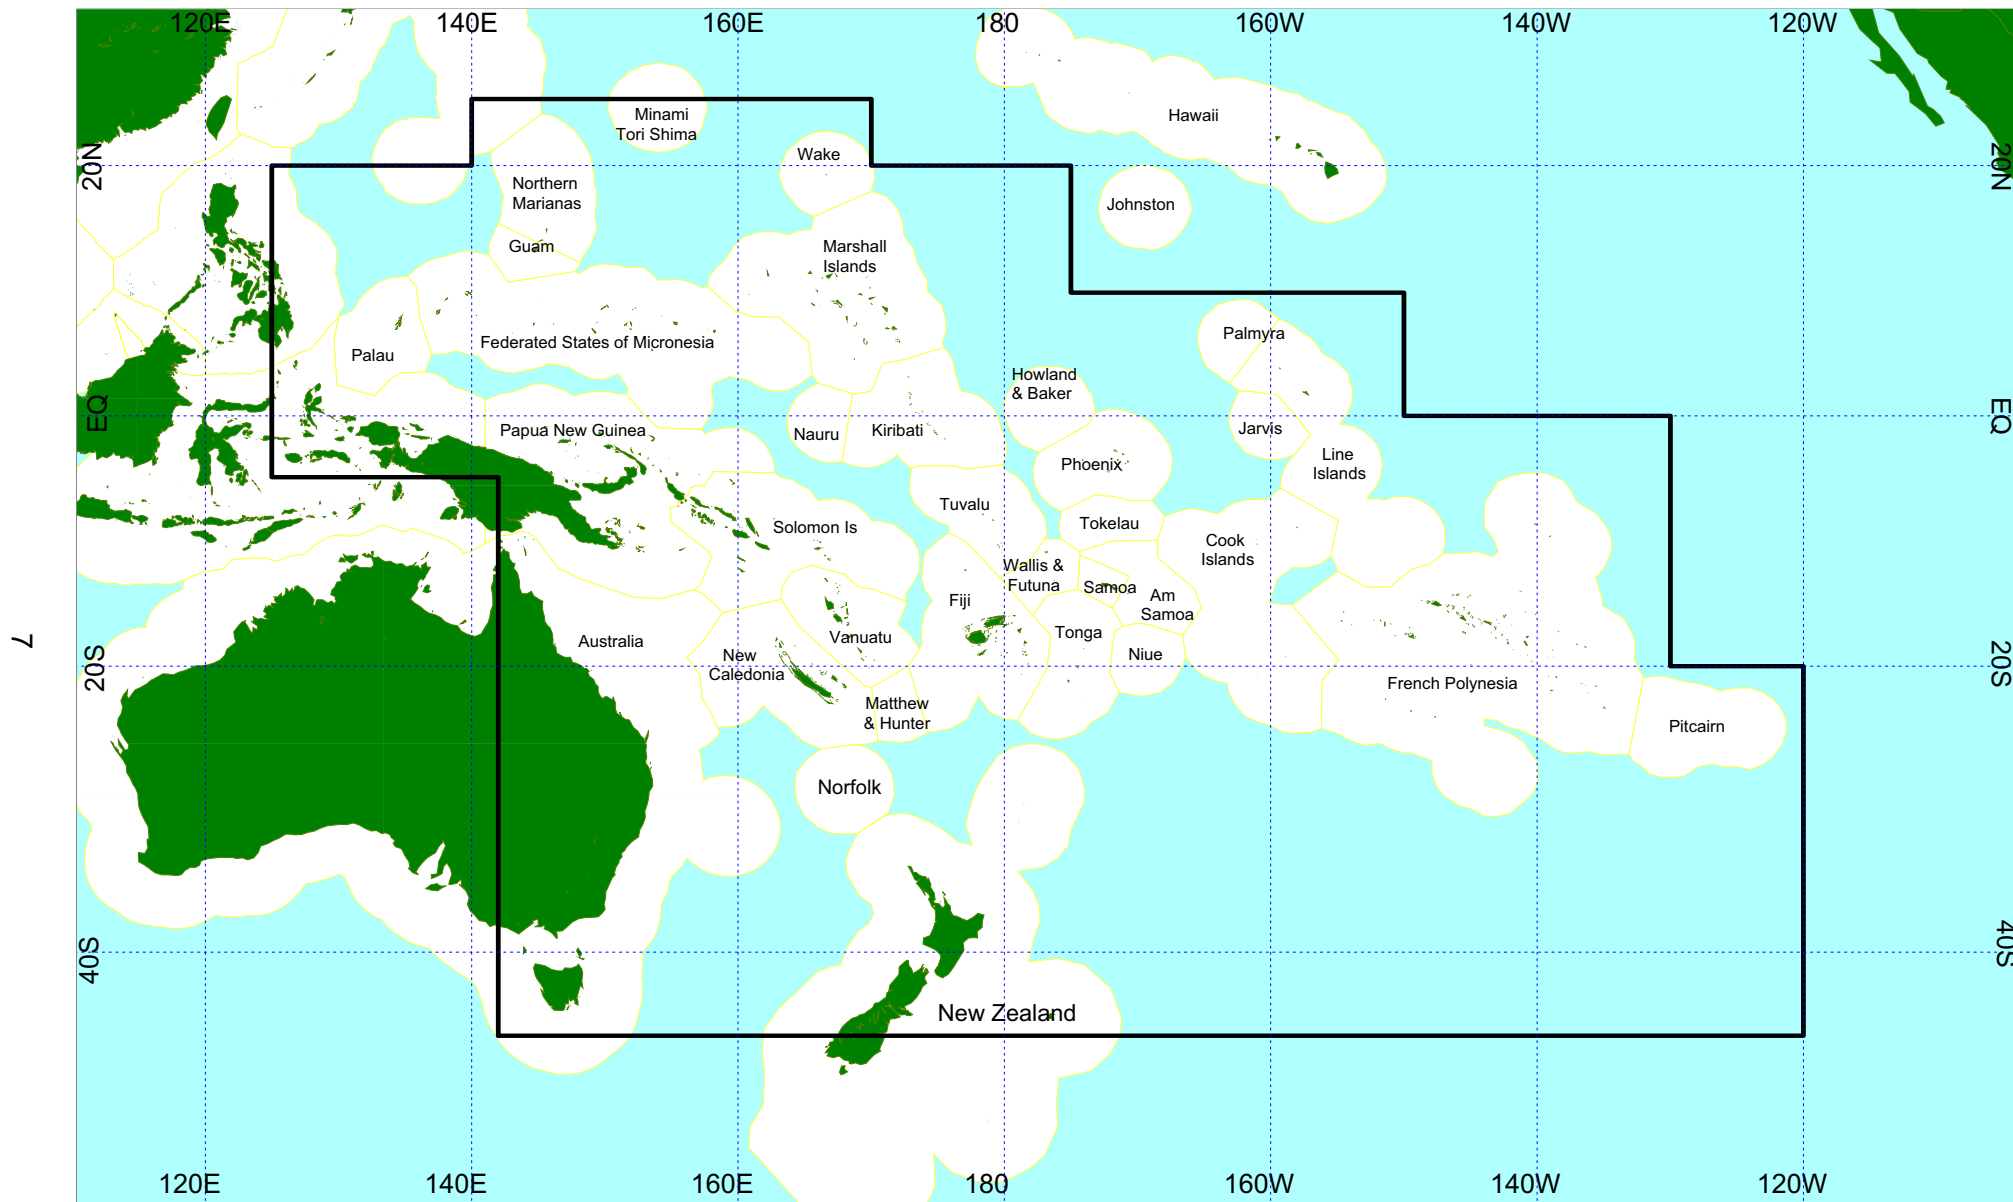 120E 140E 160E 180 160W 140W 120W
Minami
Tori Shima
Hawaii
Wake
20N
20N
Northern
Marianas
Johnston
Guam
Marshall
Islands
Palmyra
Federated States of Micronesia
Palau
Howland
& Baker
EQ
EQ
Papua New Guinea
Nauru
Kiribati
Jarvis
Phoenix
Line
Islands
Tuvalu
Solomon Is
Tokelau
Cook
Islands
Wallis &
Futuna
Samoa
Fiji
Am
Samoa
7
Australia
Vanuatu
Tonga
Niue
New
Caledonia
20S
20S
French Polynesia
Matthew
& Hunter
Pitcairn
Norfolk
40S
40S
New Zealand
120E 140E 160E 180 160W 140W 120W